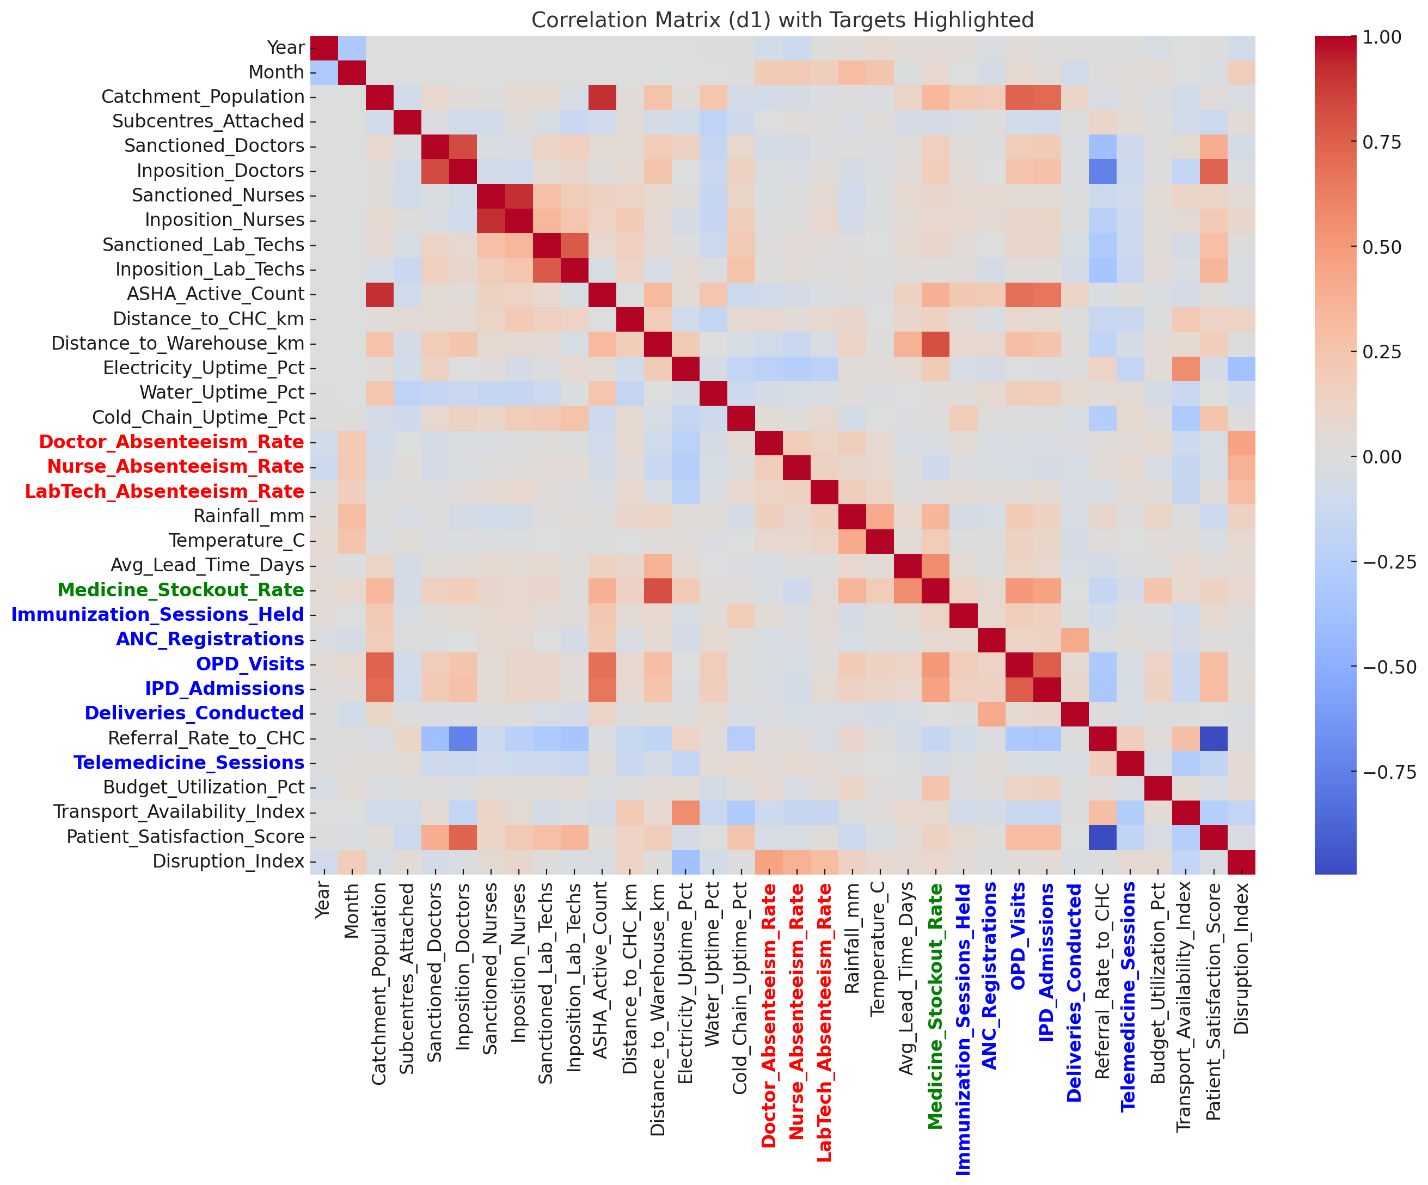 Correlation Matrix (d1) with Targets Highlighted
Year
Month
Catchment_Population
Subcentres_Attached
Sanctioned_Doctors
Inposition_Doctors
Sanctioned_Nurses
Inposition_Nurses
Sanctioned_Lab_Techs
Inposition_Lab_Techs
ASHA_Active_Count
Distance_to_CHC_km
Distance_to_Warehouse_km
Electricity_Uptime_Pct
Water_Uptime_Pct
Cold_Chain_Uptime_Pct
Doctor_Absenteeism_Rate
Nurse_Absenteeism_Rate
LabTech_Absenteeism_Rate
Rainfall_mm
Temperature_C
Avg_Lead_Time_Days
Medicine_Stockout_Rate
Immunization_Sessions_Held
ANC_Registrations
OPD_Visits
IPD_Admissions
Deliveries_Conducted
Referral_Rate_to_CHC
Telemedicine_Sessions
Budget_Utilization_Pct
Transport_Availability_Index
Patient_Satisfaction_Score
Disruption_Index
Year
Month
Catchment_Population
Subcentres_Attached
Sanctioned_Doctors
Inposition_Doctors
Sanctioned_Nurses
Inposition_Nurses
Sanctioned_Lab_Techs
Inposition_Lab_Techs
ASHA_Active_Count
Distance_to_CHC_km
Distance_to_Warehouse_km
Electricity_Uptime_Pct
Water_Uptime_Pct
Cold_Chain_Uptime_Pct
Doctor_Absenteeism_Rate
Nurse_Absenteeism_Rate
LabTech_Absenteeism_Rate
Rainfall_mm
Temperature_C
Avg_Lead_Time_Days
Medicine_Stockout_Rate
Immunization_Sessions_Held
ANC_Registrations
OPD_Visits
IPD_Admissions
Deliveries_Conducted
Referral_Rate_to_CHC
Telemedicine_Sessions
Budget_Utilization_Pct
Transport_Availability_Index
Patient_Satisfaction_Score
Disruption_Index
1.00
0.75
0.50
0.25
0.00
−0.25
−0.50
−0.75